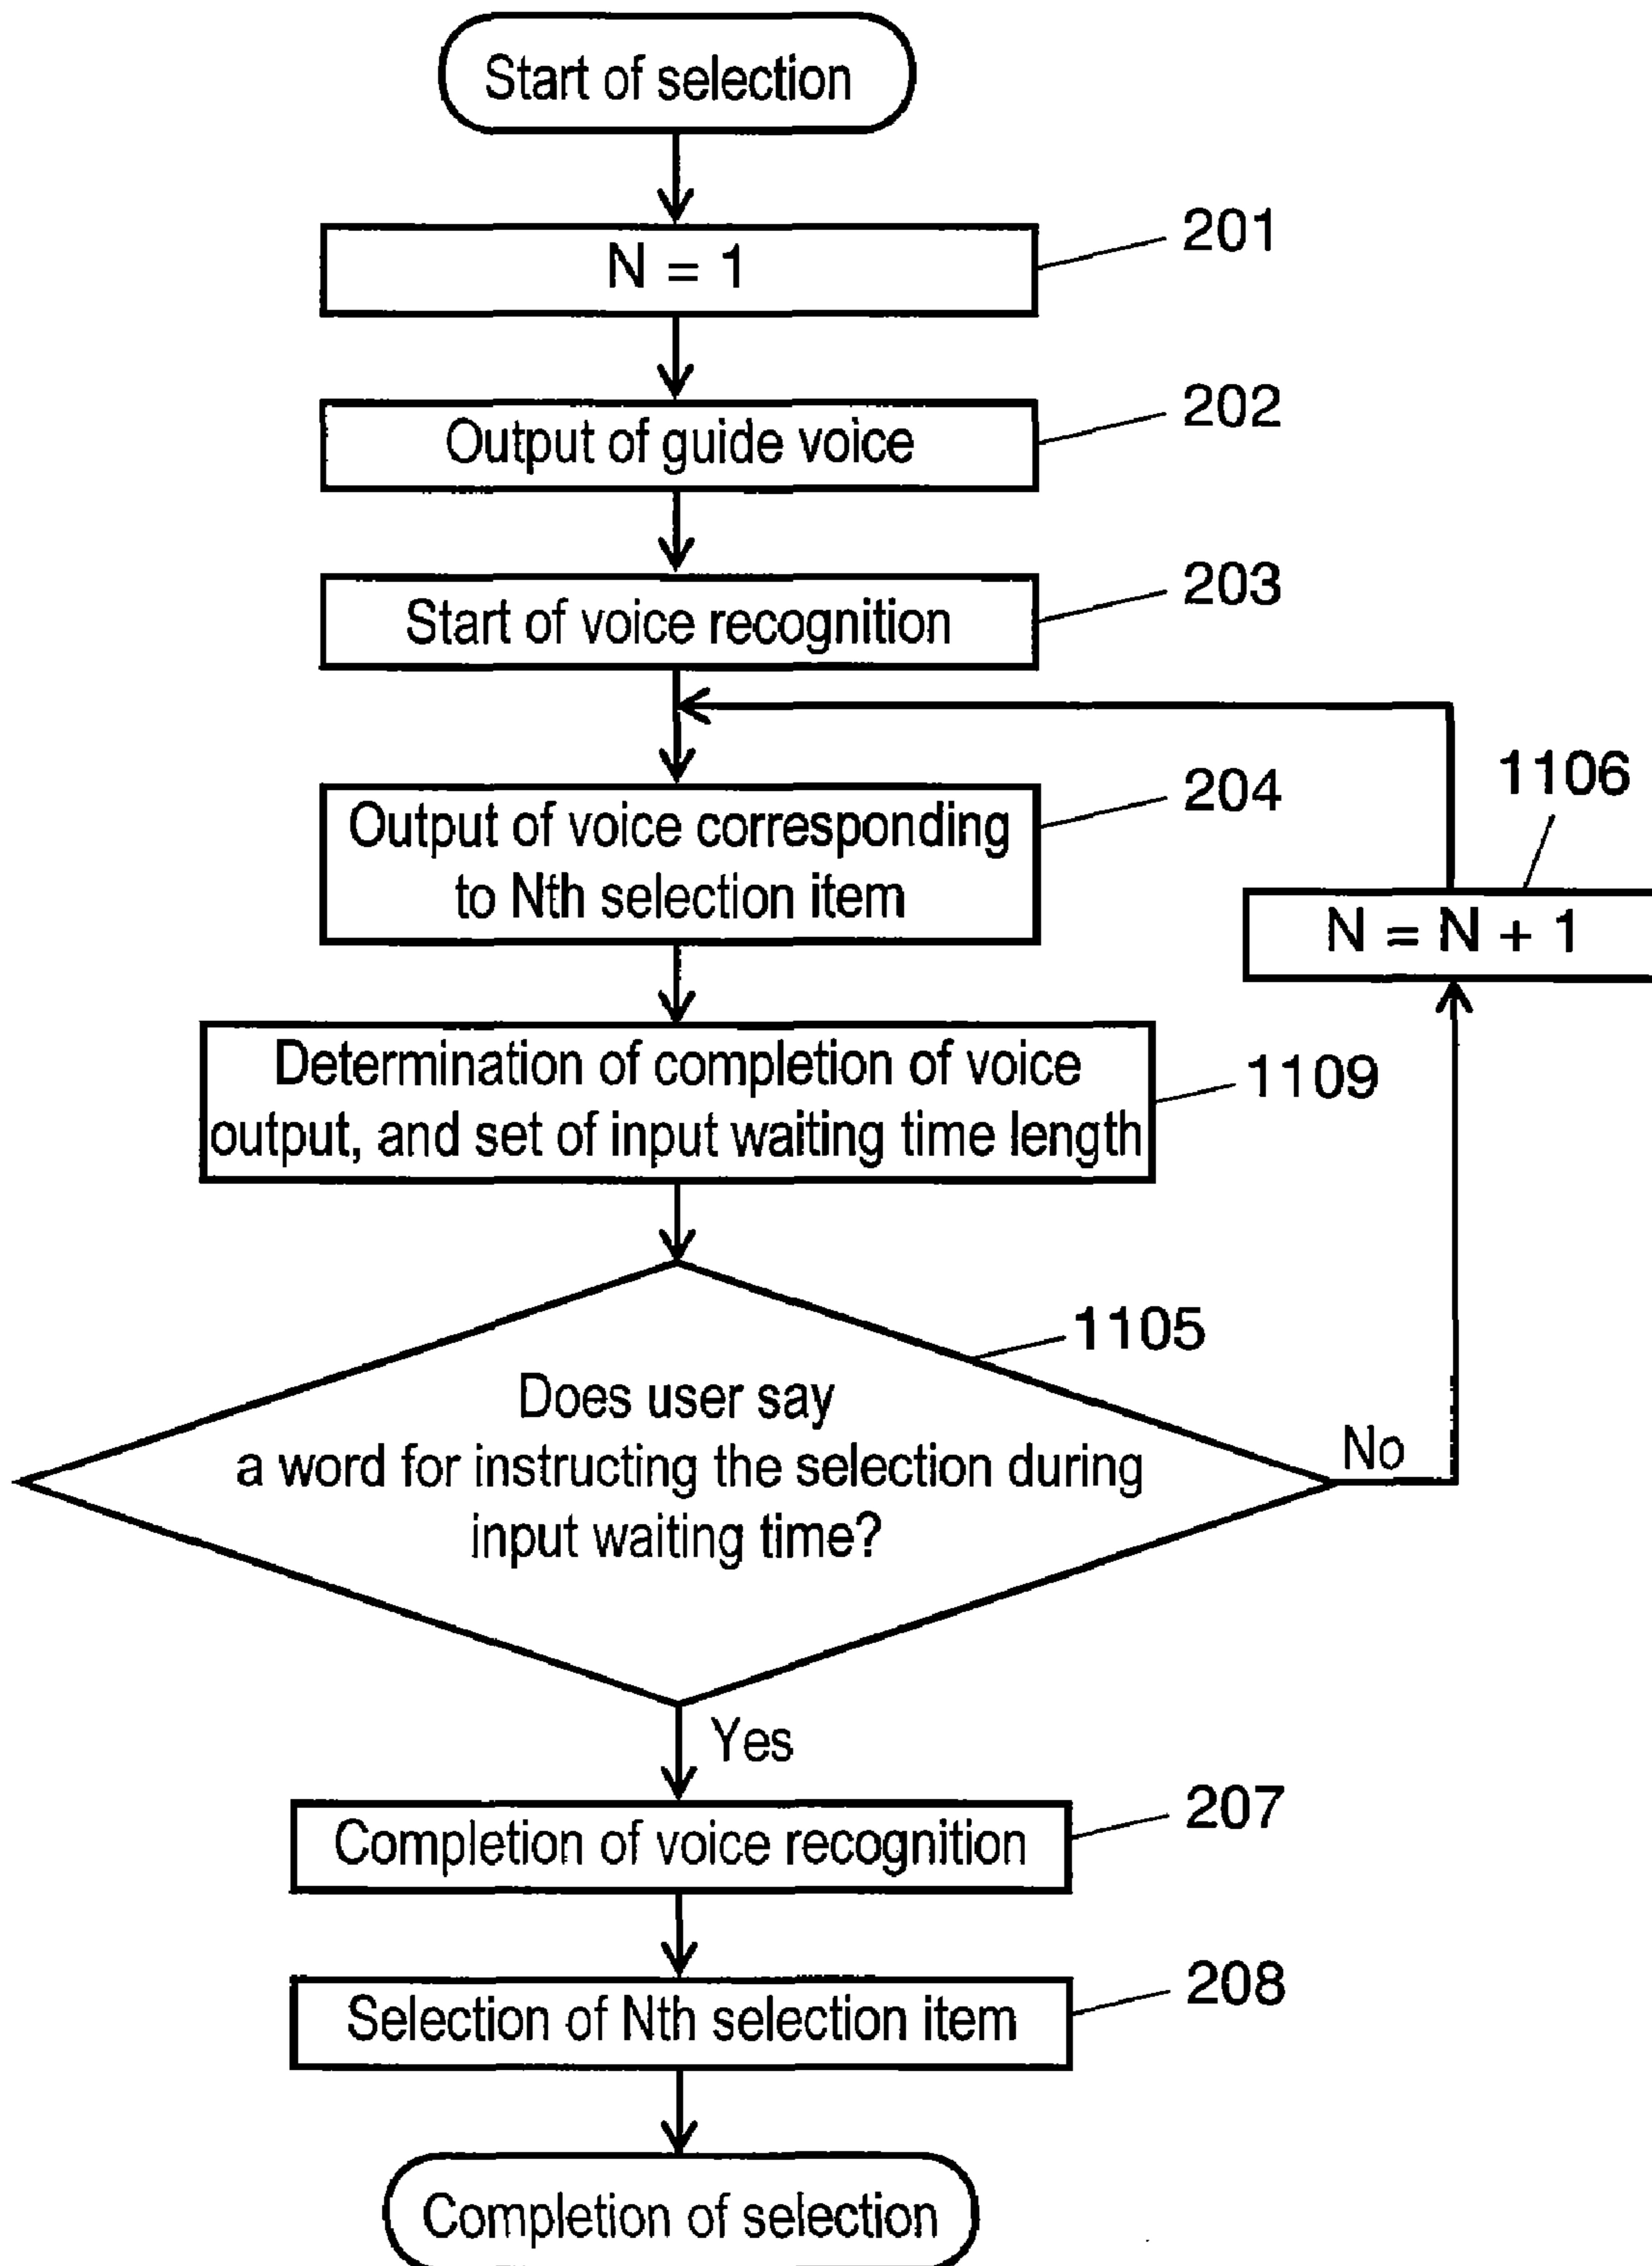 Start of selection
201
N = 1
202
Output of guide voice
203
Start of voice recognition
204
1106
Output of voice corresponding
to Nth selection item
N = N + 1
Determination of completion of voice
output, and set of input waiting time length
1109
1105
Does user say
a word for instructing the selection during
input waiting time?
No
Yes
207
Completion of voice recognition
208
Selection of Nth selection item
Completion of selection